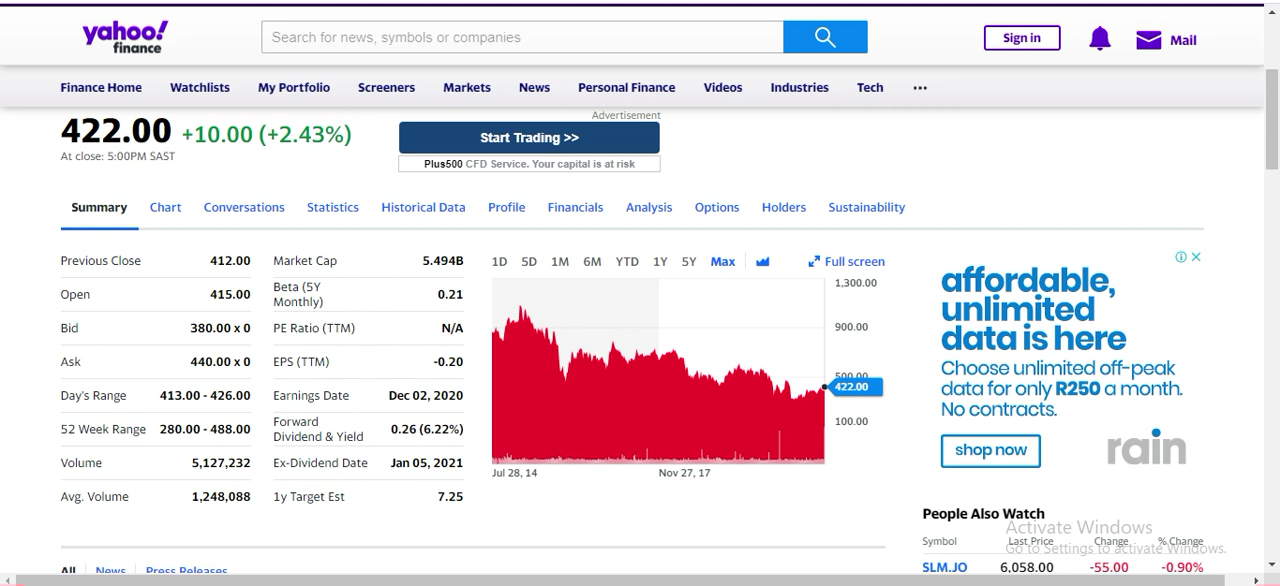 yahoo!
finance
Search for news, symbols or companies
Sign in
Mail
Finance Home Watchlists My Portfolio Screeners Markets News Personal Finance Videos Industries Tech ...
Advertisement
422.00 +10.00 (+2.43%)
At close: 5:00PM SAST
Start Trading >>
Plus500 CFD Service. Your capital is at risk
Summary Chart Conversations Statistics Historical Data Profile Financials Analysis Options Holders Sustainability
Previous Close 412.00
Open 415.00
Bid 380.00 x 0
Ask 440.00 x 0
Day's Range 413.00 - 426.00
52 Week Range 280.00 - 488.00
Volume 5,127,232
Avg. Volume 1,248,088
Market Cap 5.494B
Beta (5Y
Monthly) 0.21
PE Ratio (TTM) N/A
EPS (TTM) -0.20
Earnings Date Dec 02, 2020
Forward
Dividend & Yield 0.26 (6.22%)
Ex-Dividend Date Jan 05, 2021
1y Target Est 7.25
1D 5D 1M 6M YTD 1Y 5Y Max Full screen
1,300.00
900.00
500.00
422.00
100.00
Jul 28, 14 Nov 27, 17
affordable,
unlimited
data is here
Choose unlimited off-peak
data for only R250 a month.
No contracts.
shop now
rain
People Also Watch
Symbol Last Price Change % Change
SLM.JO 6,058.00 -55.00 -0.90%
Activate Windows
Go to Settings to activate Windows.
All News Press Releases